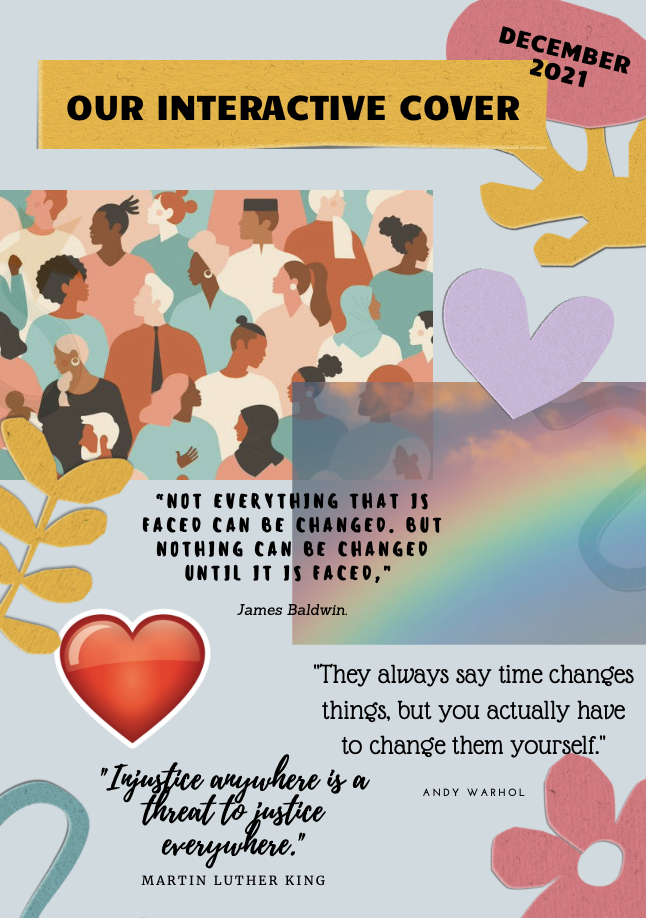 DECEMBER
2021
OUR INTERACTIVE COVER
"NOT EVERYTHING THAT IS
FACED CAN BE CHANGED. BUT
NOTHING CAN BE CHANGED
UNTIL IT IS FACED,"
James Baldwin.
"They always say time changes
things, but you actually have
to change them yourself."
ANDY WARHOL
"Injustice anywhere is a
threat to justice
everywhere."
MARTIN LUTHER KING